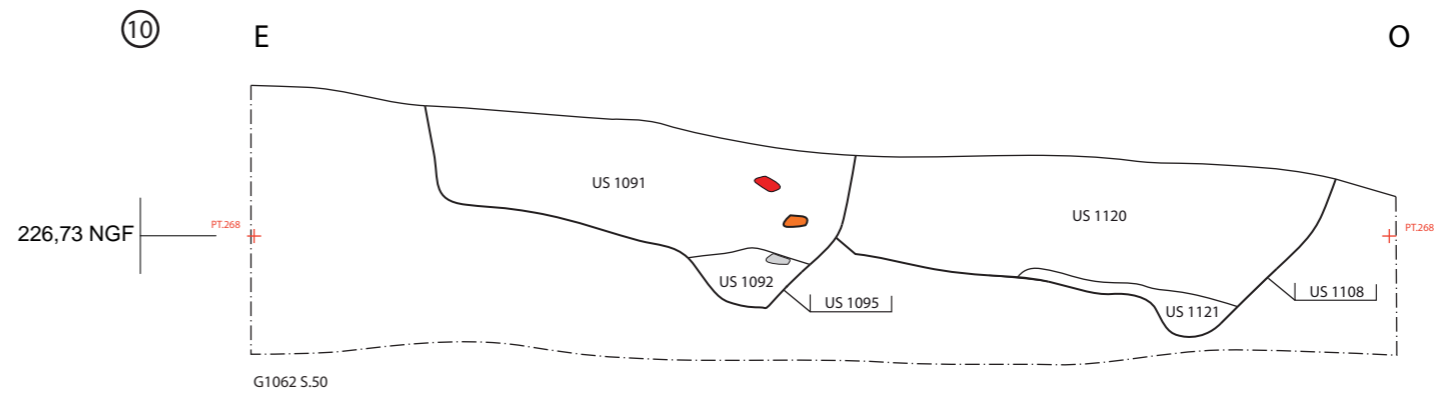 10
E
O
US 1091
US 1120
226,73 NGF
PT.268
PT.268
US 1092
US 1095
US 1108
US 1121
G1062 S.50